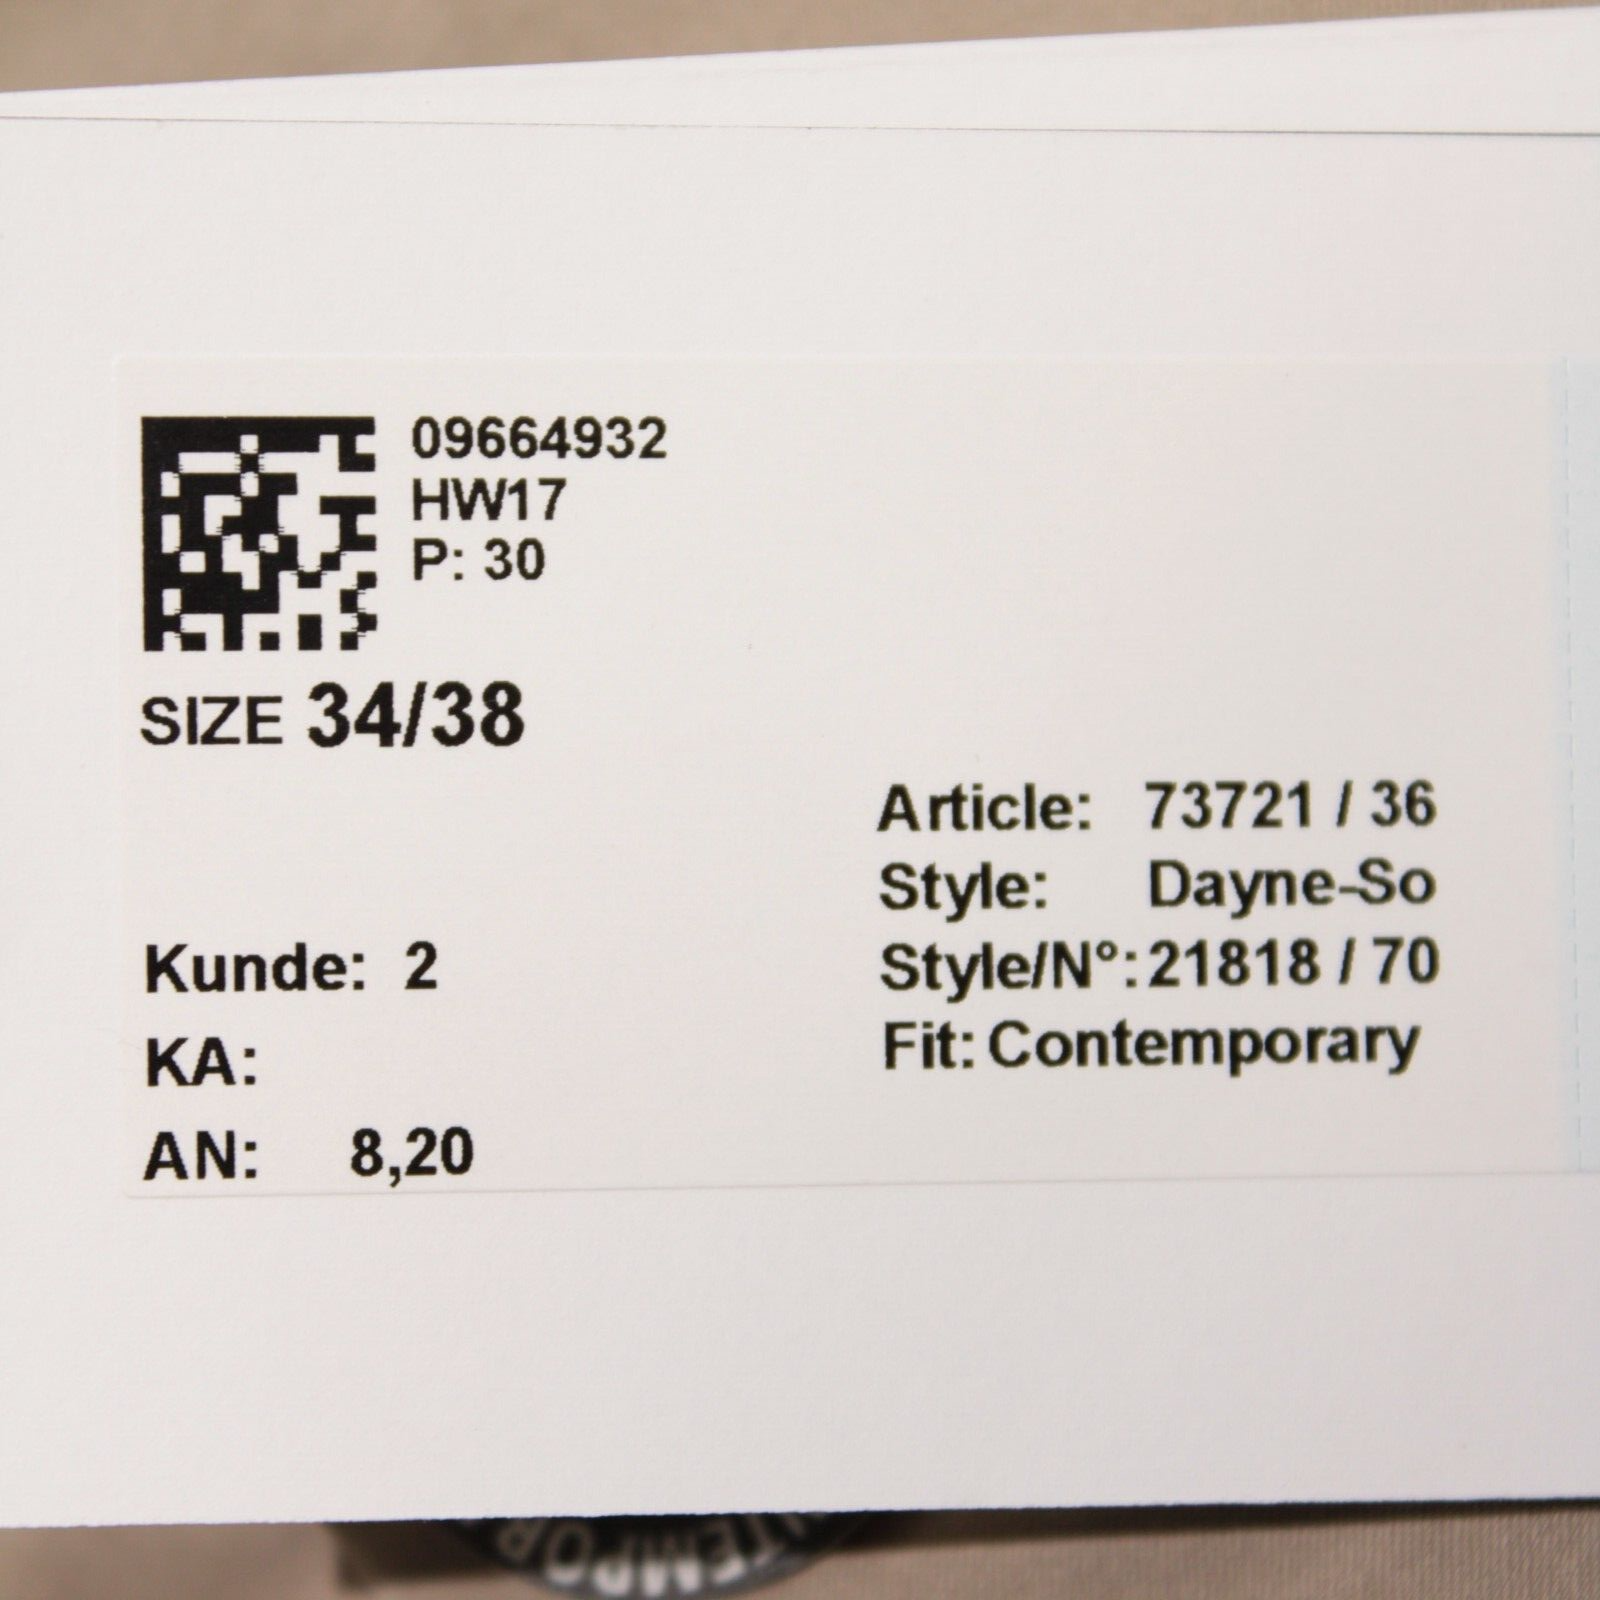 09664932
HW17
P: 30
SIZE 34/38
Article: 73721 / 36
Style: Dayne-So
Style/N°: 21818 / 70
Fit: Contemporary
Kunde: 2
KA:
AN: 8,20